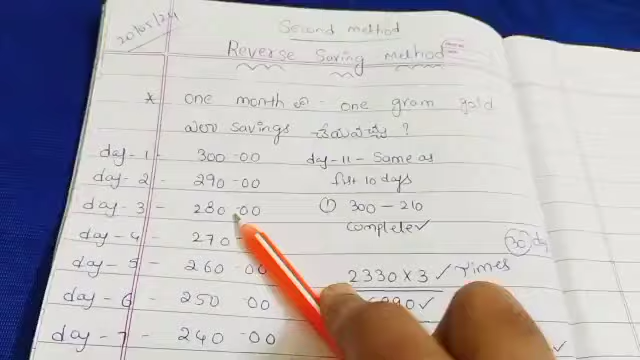 20/05/24
Second method
Reverse Saving Method
* one month ලි - one gram gold
savings ?
day-1 - 300-00
day-2 - 290-00
day-3 - 280-00
day-4 - 270
day-5 - 260-00
day-6 - 250-00
day-7 - 240-00
day-11 - Same as
first 10 days
① 300 - 210
complete✓
30 day
2330 x 3 ✓ Times
6990✓